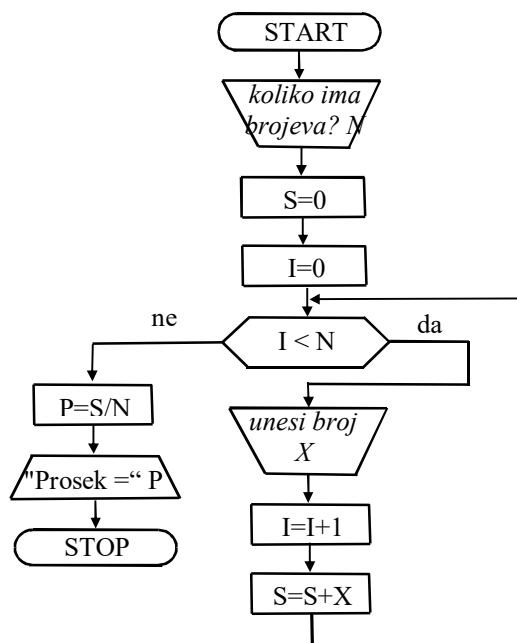 START
koliko ima
brojeva? N
S=0
I=0
ne
I < N
da
P=S/N
unesi broj
X
"Prosek =“ P
I=I+1
STOP
S=S+X